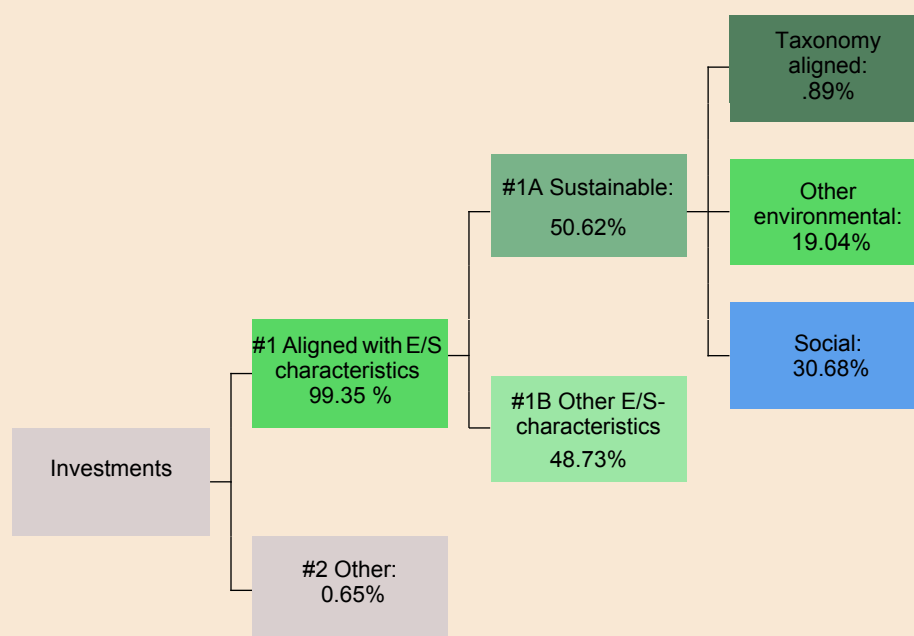 Taxonomy
aligned:
.89%
#1A Sustainable:
50.62%
Other
environmental:
19.04%
#1 Aligned with E/S
characteristics
99.35 %
Social:
30.68%
#1B Other E/S-
characteristics
48.73%
Investments
#2 Other:
0.65%